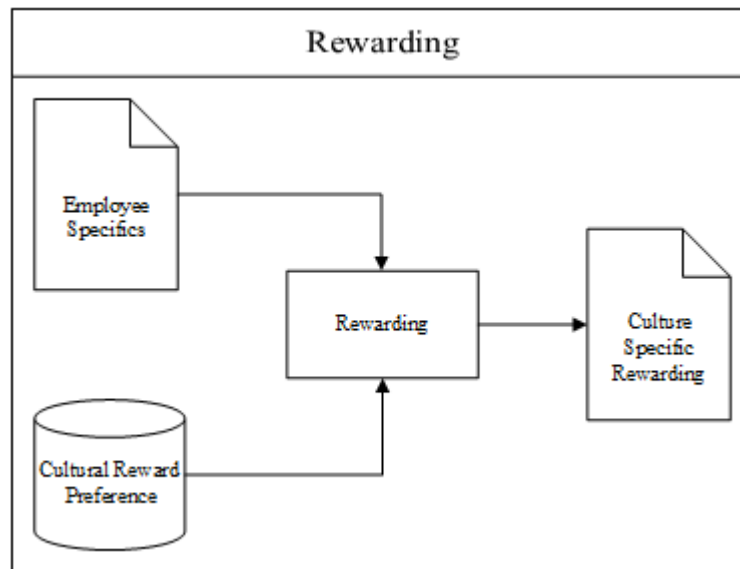 Rewarding
Employee
Specifics
Rewarding
Culture
Specific
Rewarding
Cultural Reward
Preference